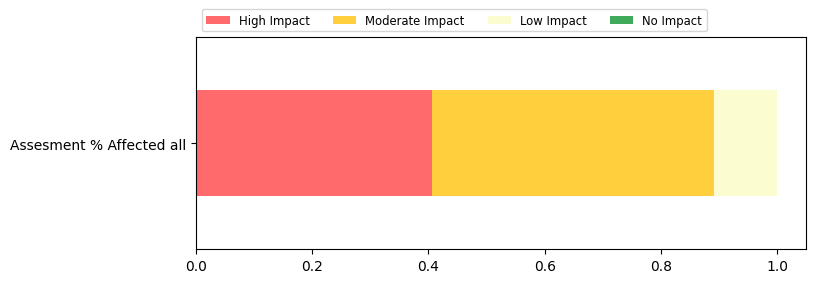 High Impact Moderate Impact Low Impact No Impact
Assesment % Affected all
0.0 0.2 0.4 0.6 0.8 1.0